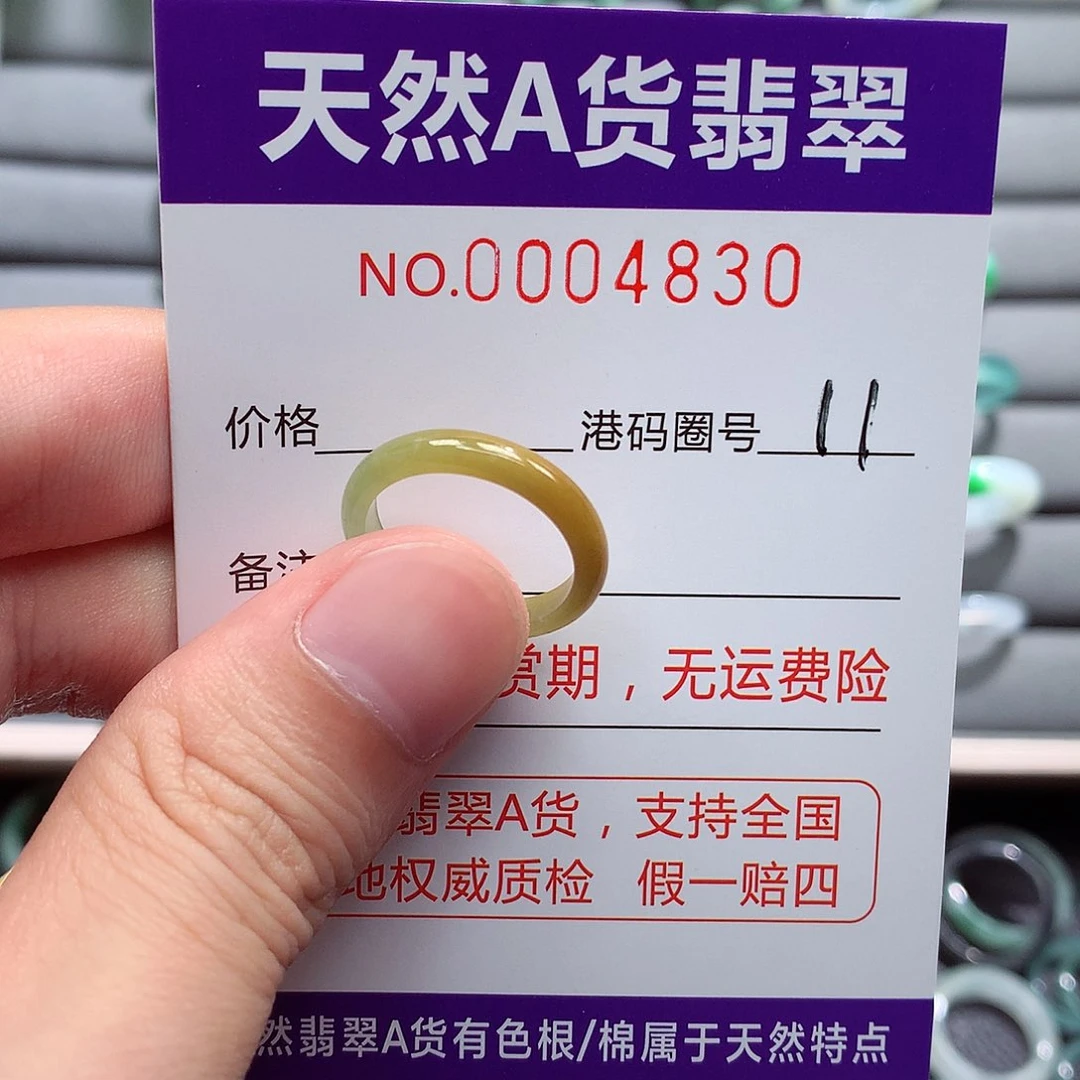 天然A货翡翠
NO.0004830
价格 港码圈号 11
备注
赏期，无运费险
翡翠A货，支持全国
地权威质检 假一赔四
然翡翠A货有色根/棉属于天然特点